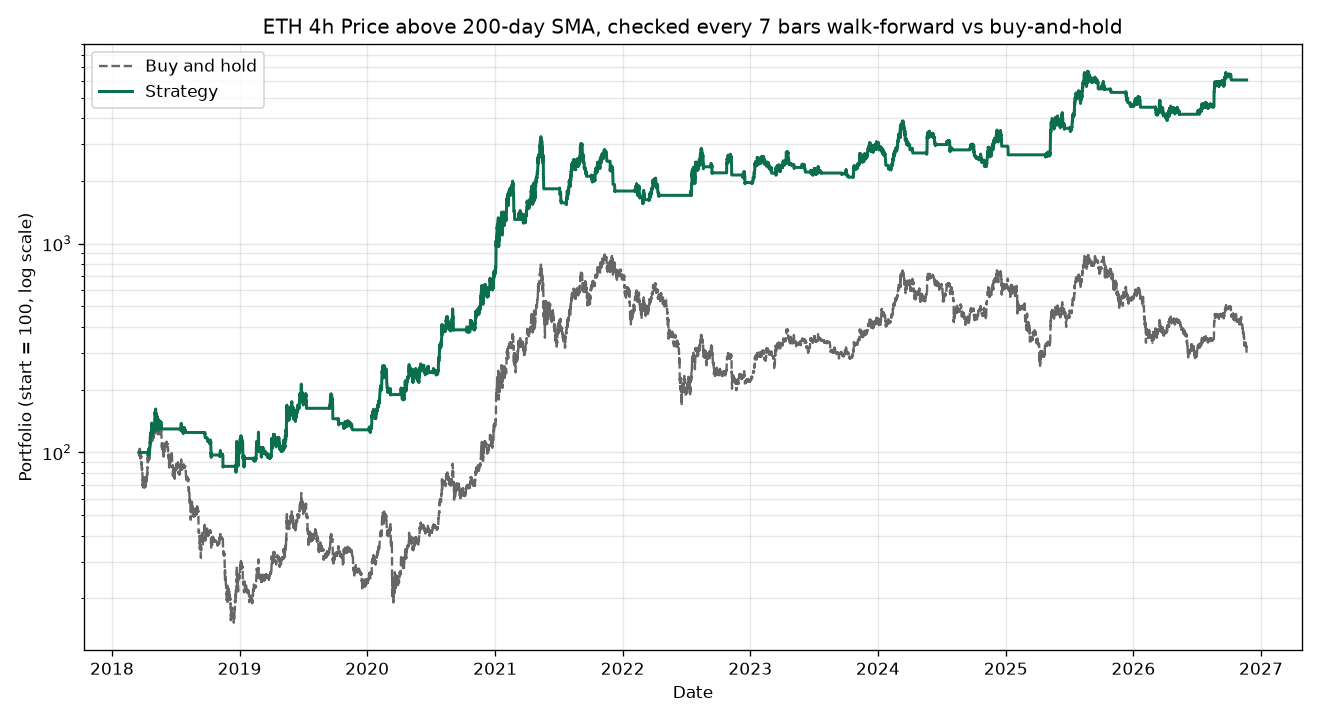 ETH 4h Price above 200-day SMA, checked every 7 bars walk-forward vs buy-and-hold
Buy and hold
Strategy
Portfolio (start = 100, log scale)
10³
10²
2018 2019 2020 2021 2022 2023 2024 2025 2026 2027
Date